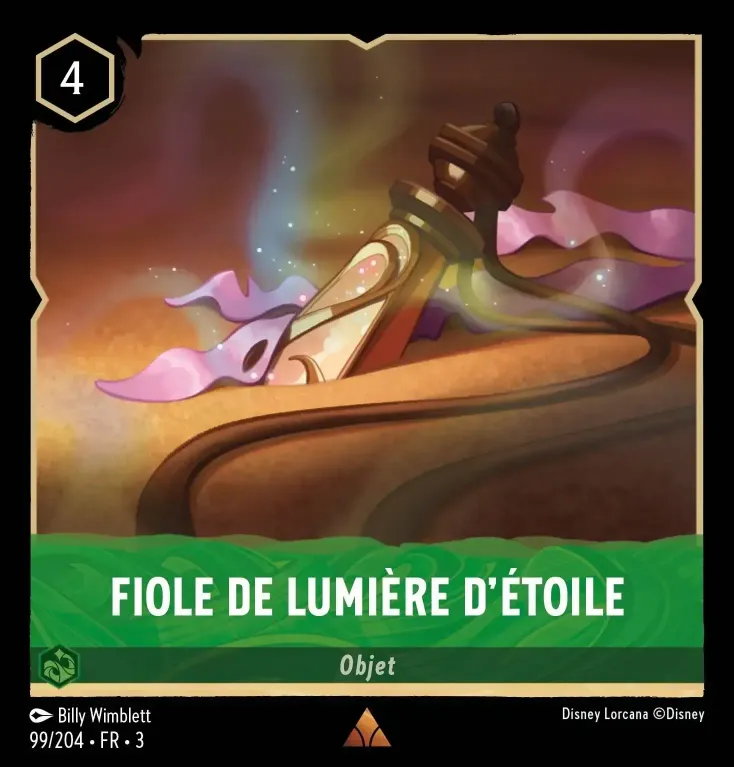 4
FIOLE DE LUMIÈRE D'ÉTOILE
Objet
Billy Wimblett
Disney Lorcana ©Disney
99/204 • FR • 3